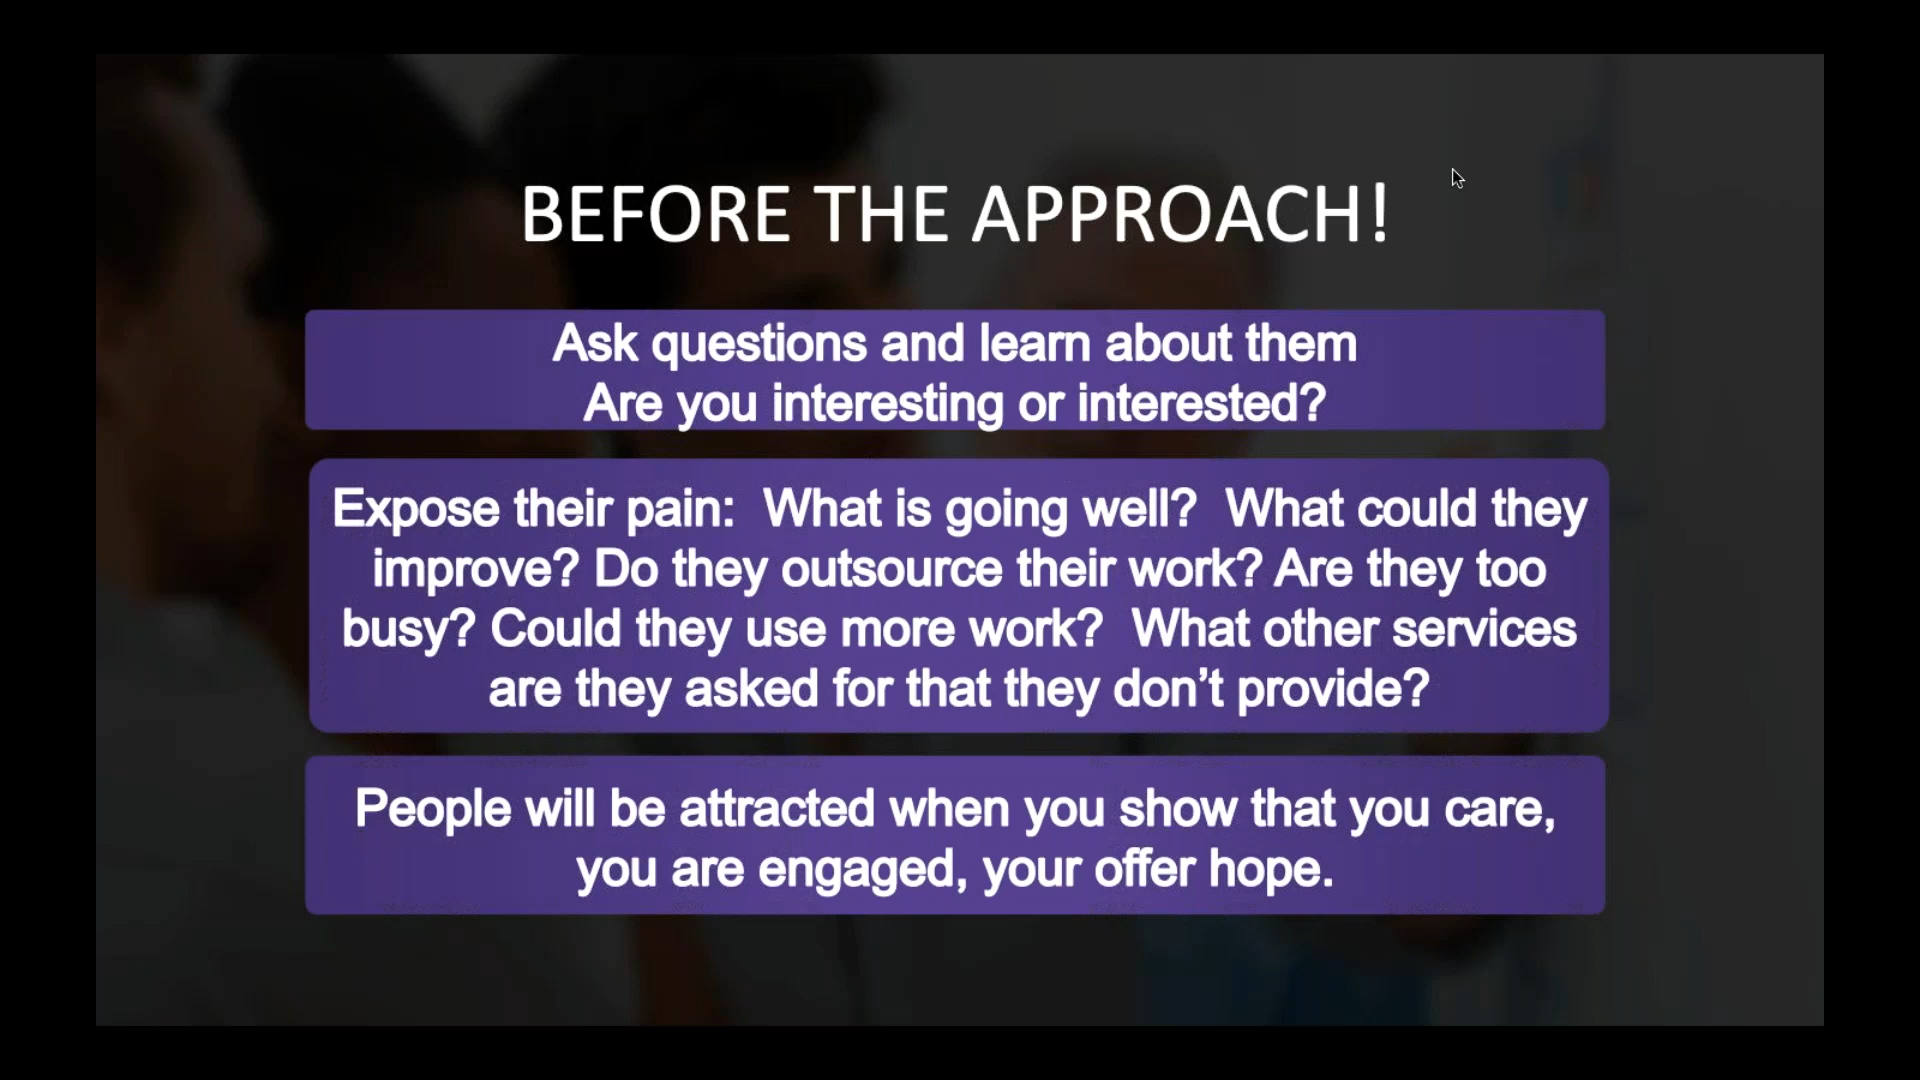 BEFORE THE APPROACH!
Ask questions and learn about them
Are you interesting or interested?
Expose their pain:  What is going well?  What could they
improve? Do they outsource their work? Are they too
busy? Could they use more work?  What other services
are they asked for that they don’t provide?
People will be attracted when you show that you care,
you are engaged, your offer hope.